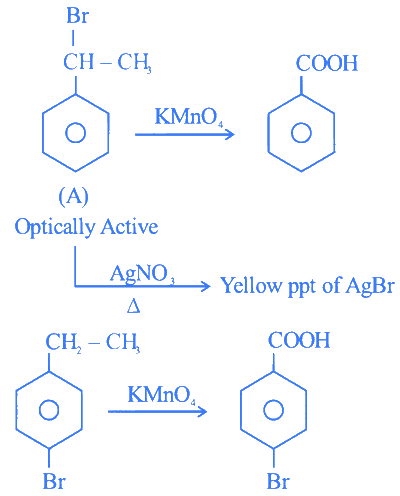 Br
CH – CH₃
COOH
KMnO₄
(A)
Optically Active
AgNO₃
Yellow ppt of AgBr
Δ
CH₂ – CH₃
COOH
KMnO₄
Br
Br